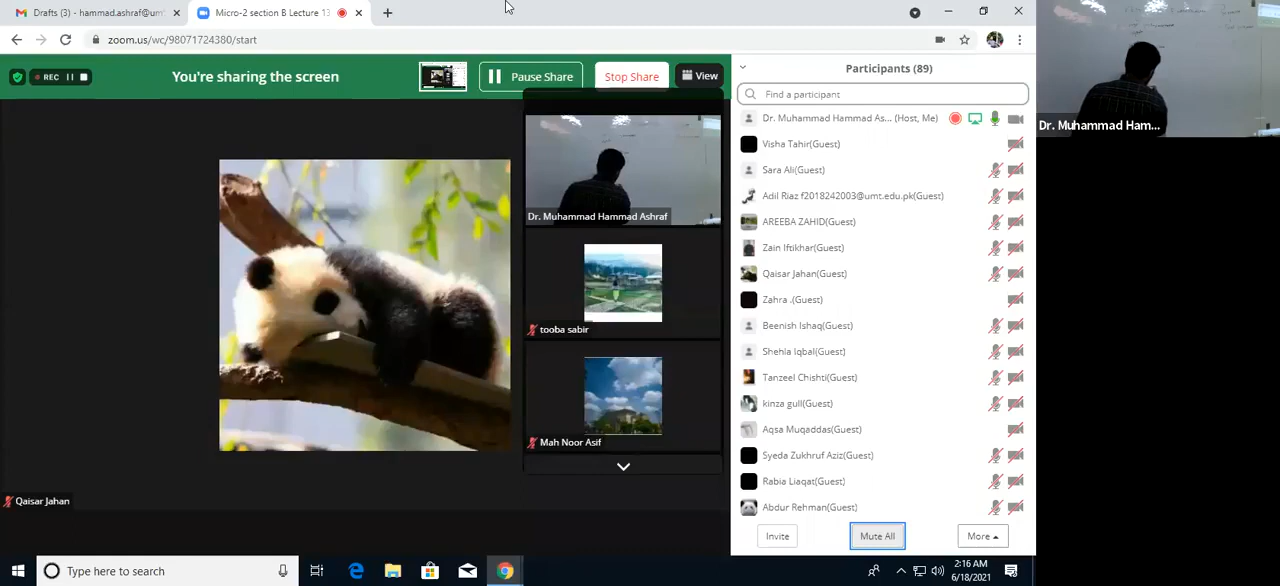 Drafts (3) - hammad.ashraf@um
Micro-2 section B Lecture 13
zoom.us/wc/98071724380/start
REC
You're sharing the screen
Pause Share
Stop Share
View
Dr. Muhammad Hammad Ashraf
tooba sabir
Mah Noor Asif
Qaisar Jahan
Participants (89)
Find a participant
Dr. Muhammad Hammad As... (Host, Me)
Visha Tahir(Guest)
Sara Ali(Guest)
Adil Riaz f2018242003@umt.edu.pk(Guest)
AREEBA ZAHID(Guest)
Zain Iftikhar(Guest)
Qaisar Jahan(Guest)
Zahra .(Guest)
Beenish Ishaq(Guest)
Shehla Iqbal(Guest)
Tanzeel Chishti(Guest)
kinza gull(Guest)
Aqsa Muqaddas(Guest)
Syeda Zukhruf Aziz(Guest)
Rabia Liaqat(Guest)
Abdur Rehman(Guest)
Invite
Mute All
More
Dr. Muhammad Ham...
Type here to search
2:16 AM
6/18/2021